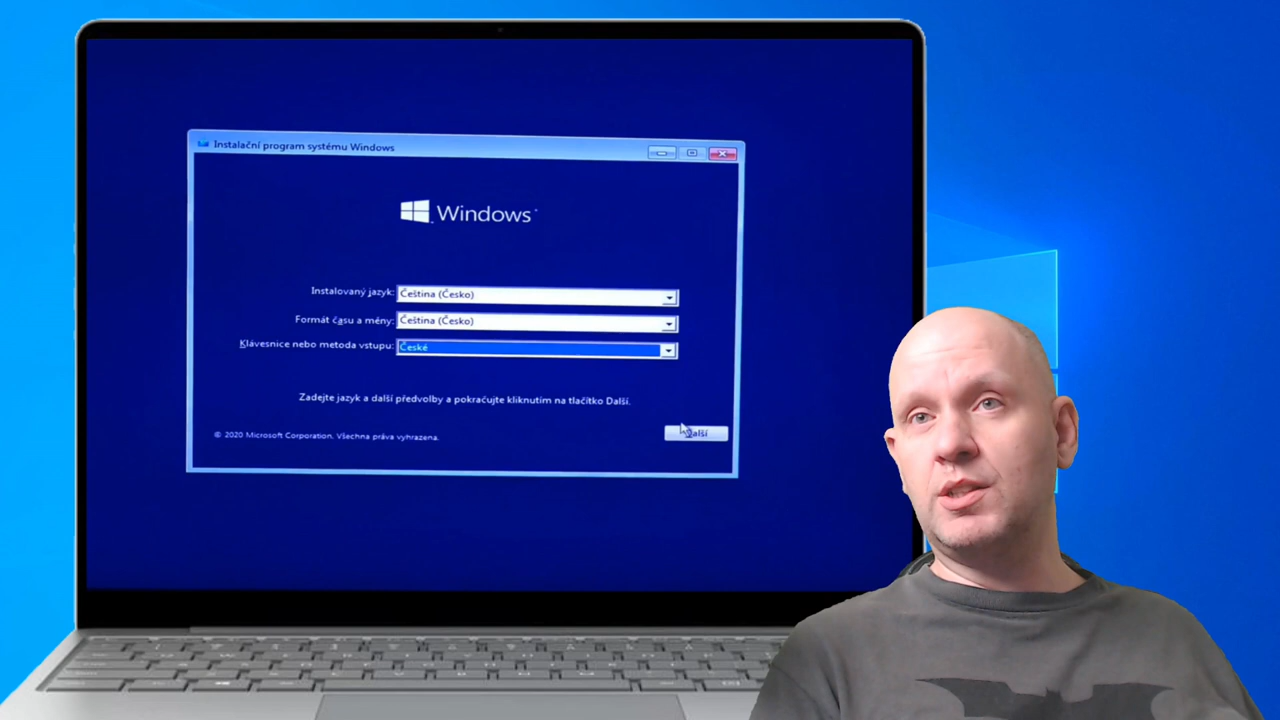 Instalační program systému Windows
Windows
Instalovaný jazyk: Čeština (Česko)
Formát času a měny: Čeština (Česko)
Klávesnice nebo metoda vstupu: České
Zadejte jazyk a další předvolby a pokračujte kliknutím na tlačítko Další.
© 2020 Microsoft Corporation. Všechna práva vyhrazena.
Další